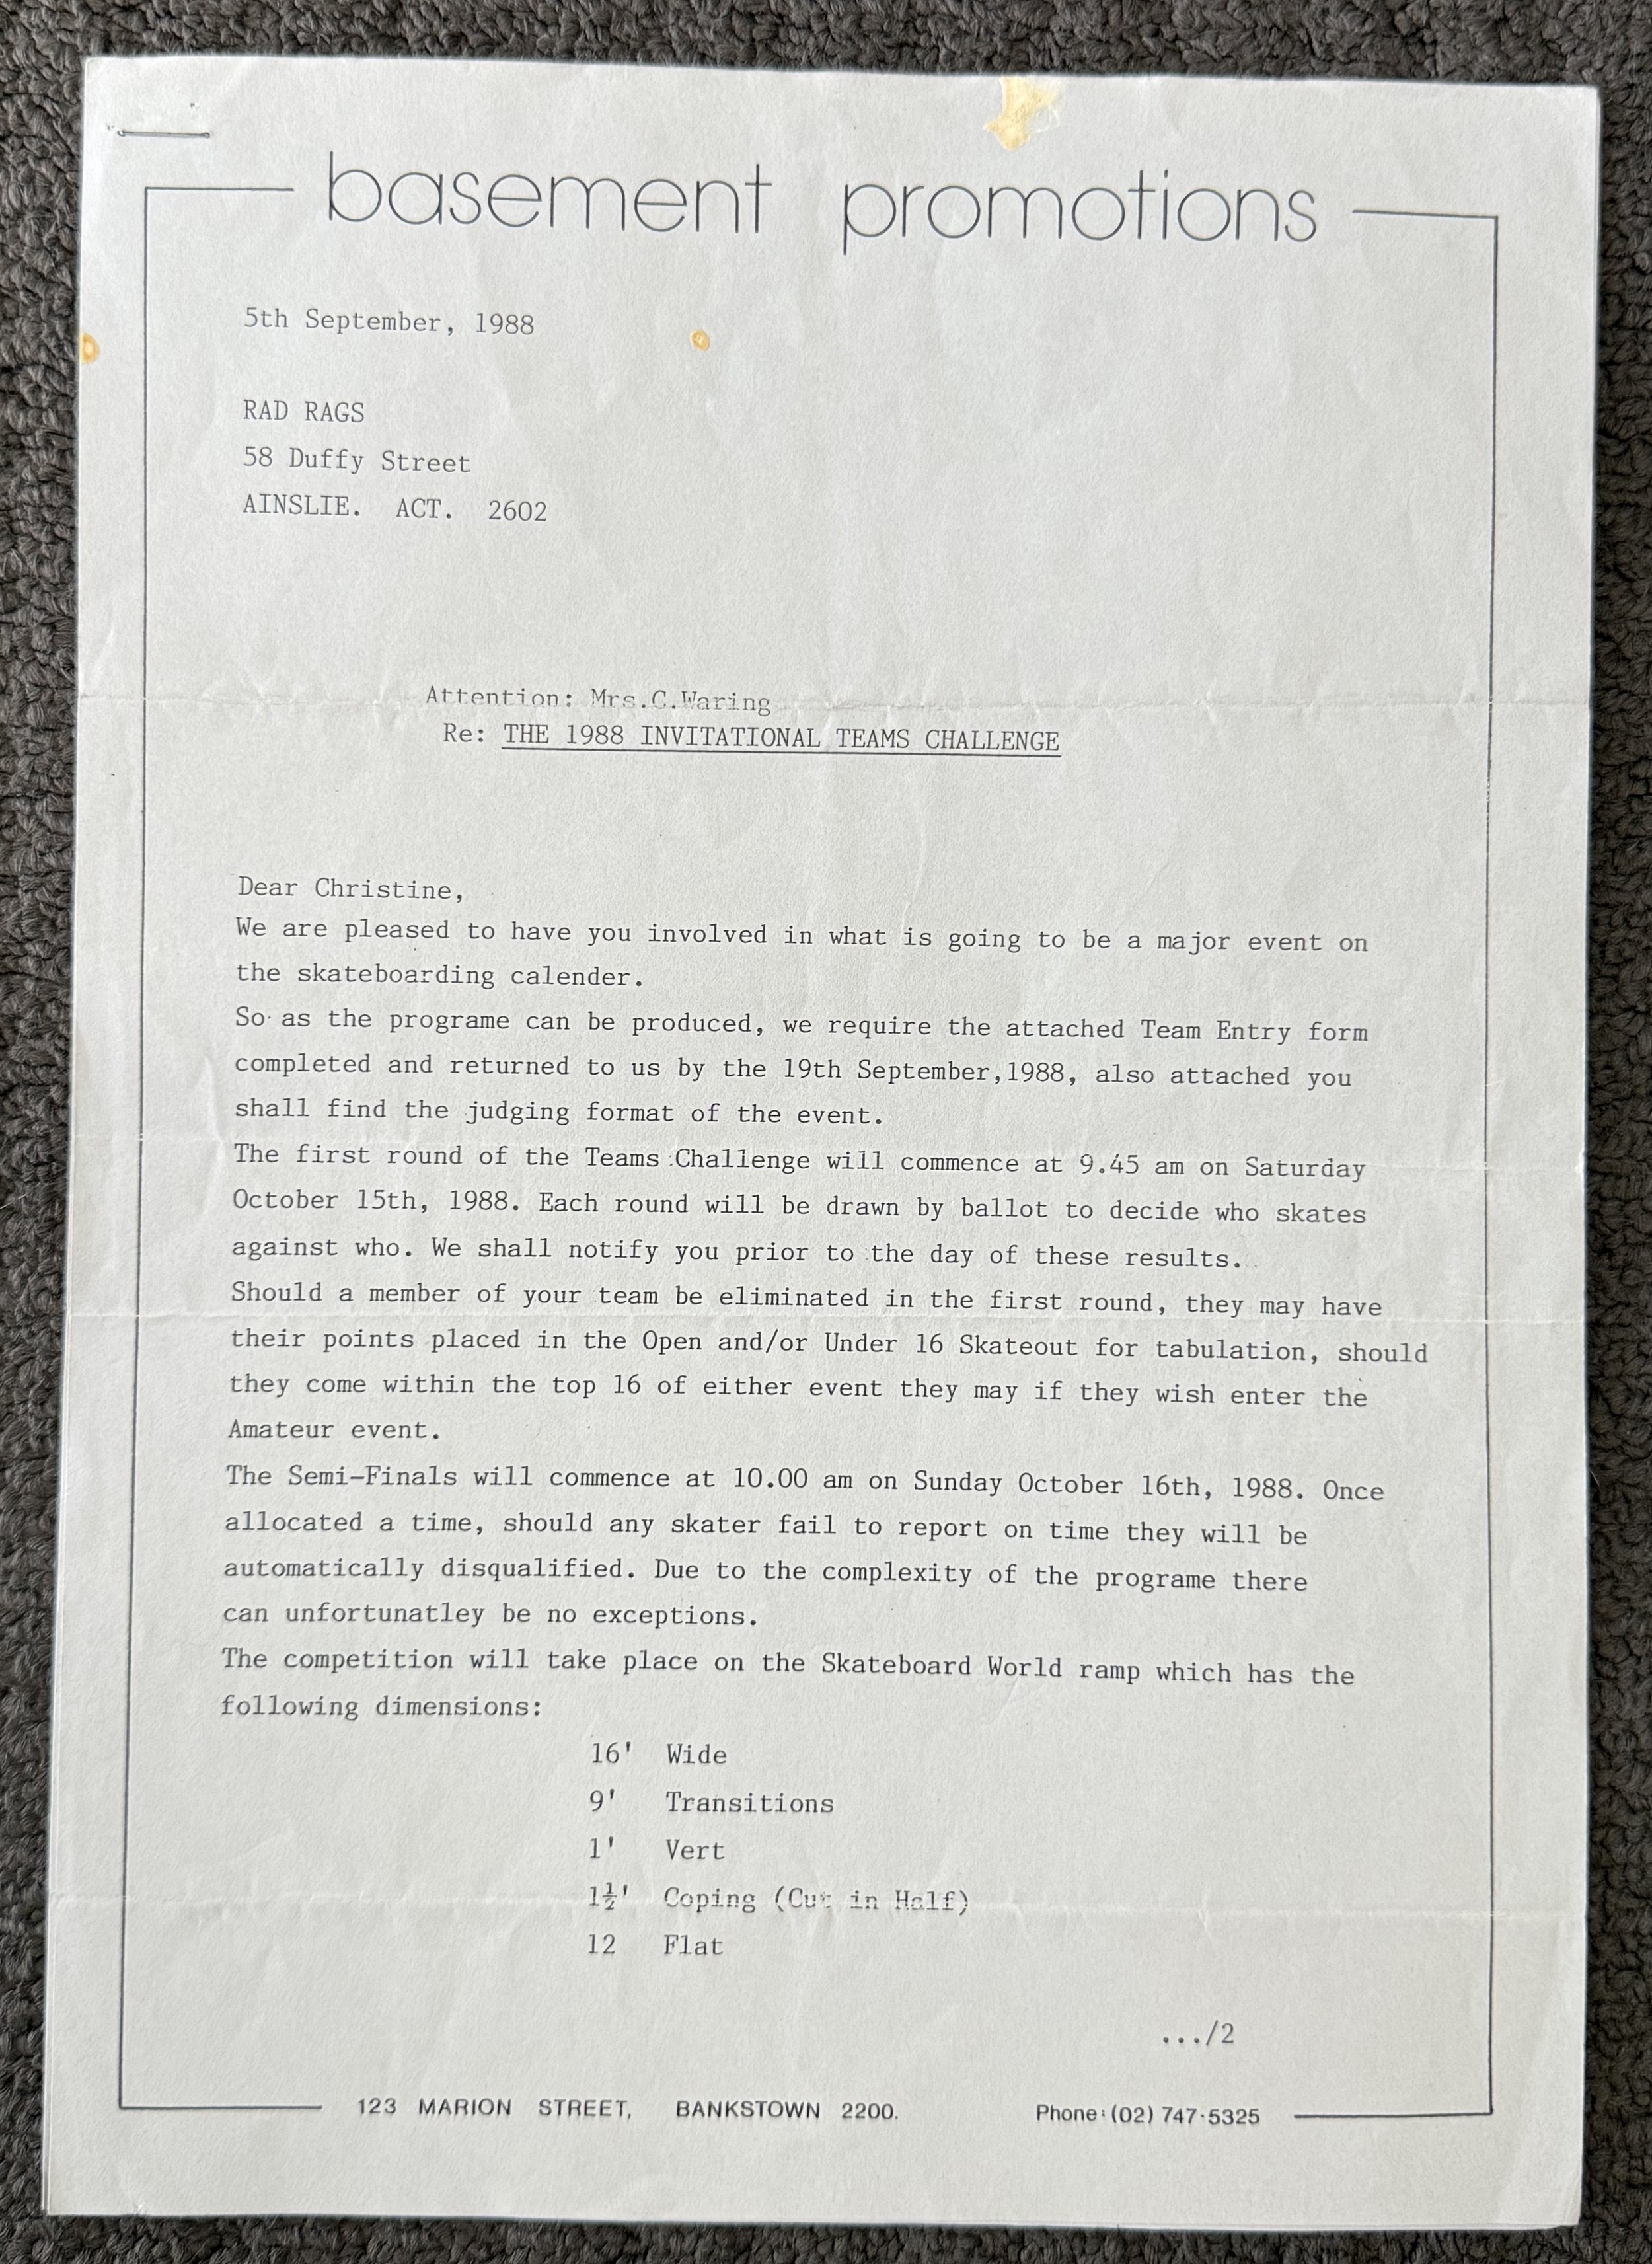 basement promotions
5th September, 1988
RAD RAGS
58 Duffy Street
AINSLIE. ACT. 2602
Attention: Mrs.C.Waring
Re: THE 1988 INVITATIONAL TEAMS CHALLENGE
Dear Christine,
We are pleased to have you involved in what is going to be a major event on
the skateboarding calender.
So as the programe can be produced, we require the attached Team Entry form
completed and returned to us by the 19th September,1988, also attached you
shall find the judging format of the event.
The first round of the Teams Challenge will commence at 9.45 am on Saturday
October 15th, 1988. Each round will be drawn by ballot to decide who skates
against who. We shall notify you prior to the day of these results.
Should a member of your team be eliminated in the first round, they may have
their points placed in the Open and/or Under 16 Skateout for tabulation, should
they come within the top 16 of either event they may if they wish enter the
Amateur event.
The Semi-Finals will commence at 10.00 am on Sunday October 16th, 1988. Once
allocated a time, should any skater fail to report on time they will be
automatically disqualified. Due to the complexity of the programe there
can unfortunatley be no exceptions.
The competition will take place on the Skateboard World ramp which has the
following dimensions:
16' Wide
9' Transitions
1' Vert
1½' Coping (Cut in Half)
12 Flat
.../2
123 MARION STREET, BANKSTOWN 2200. Phone:(02) 747·5325